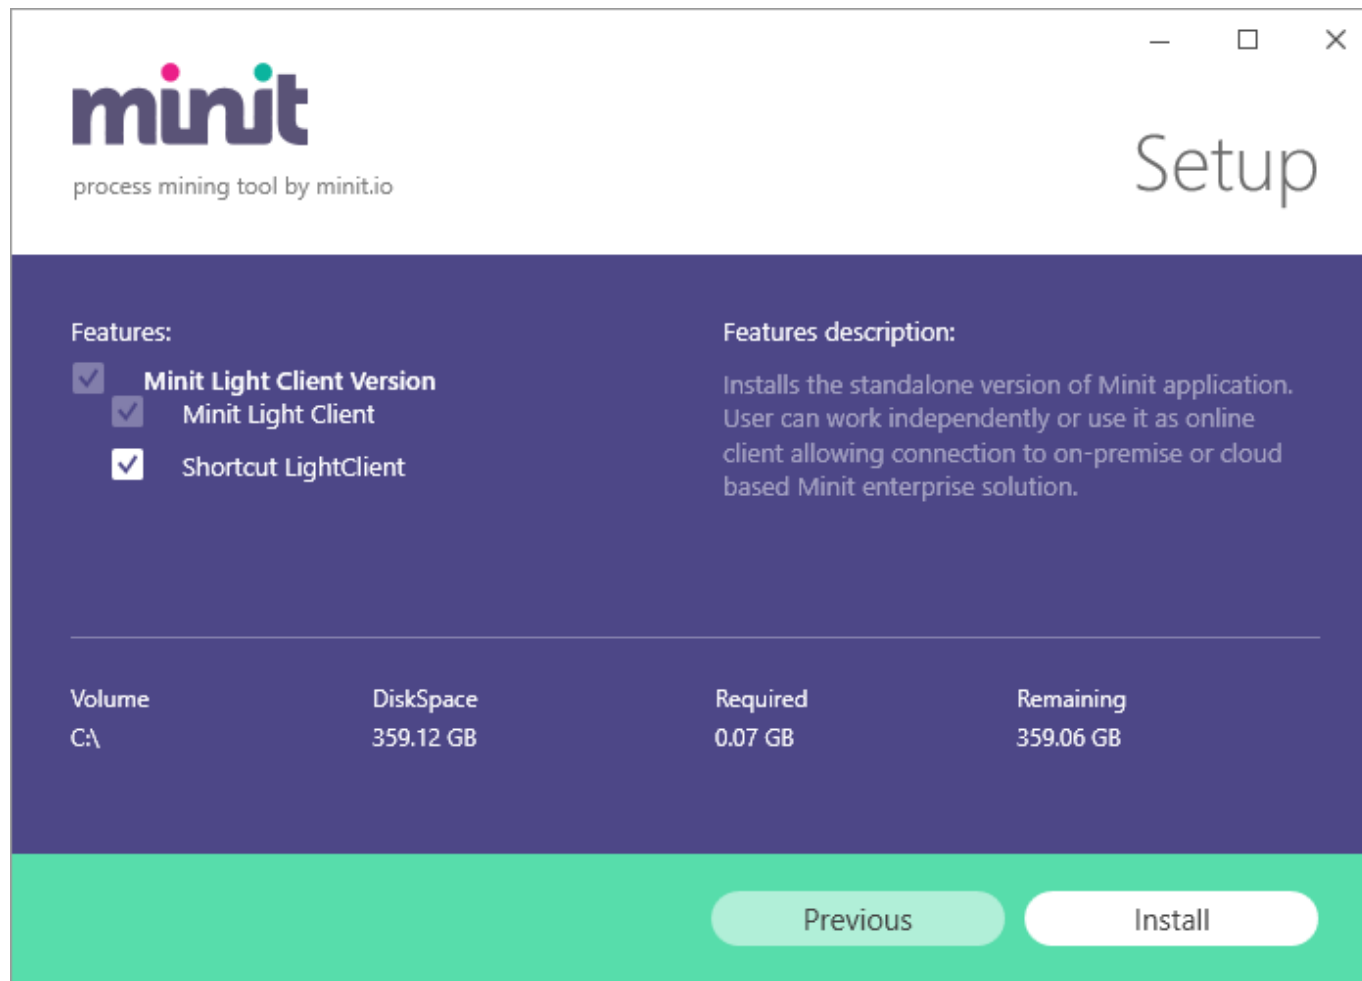 minit
process mining tool by minit.io
Setup
Features:
Minit Light Client Version
Minit Light Client
Shortcut LightClient
Features description:
Installs the standalone version of Minit application.
User can work independently or use it as online
client allowing connection to on-premise or cloud
based Minit enterprise solution.
Volume DiskSpace Required Remaining
C:\ 359.12 GB 0.07 GB 359.06 GB
Previous Install